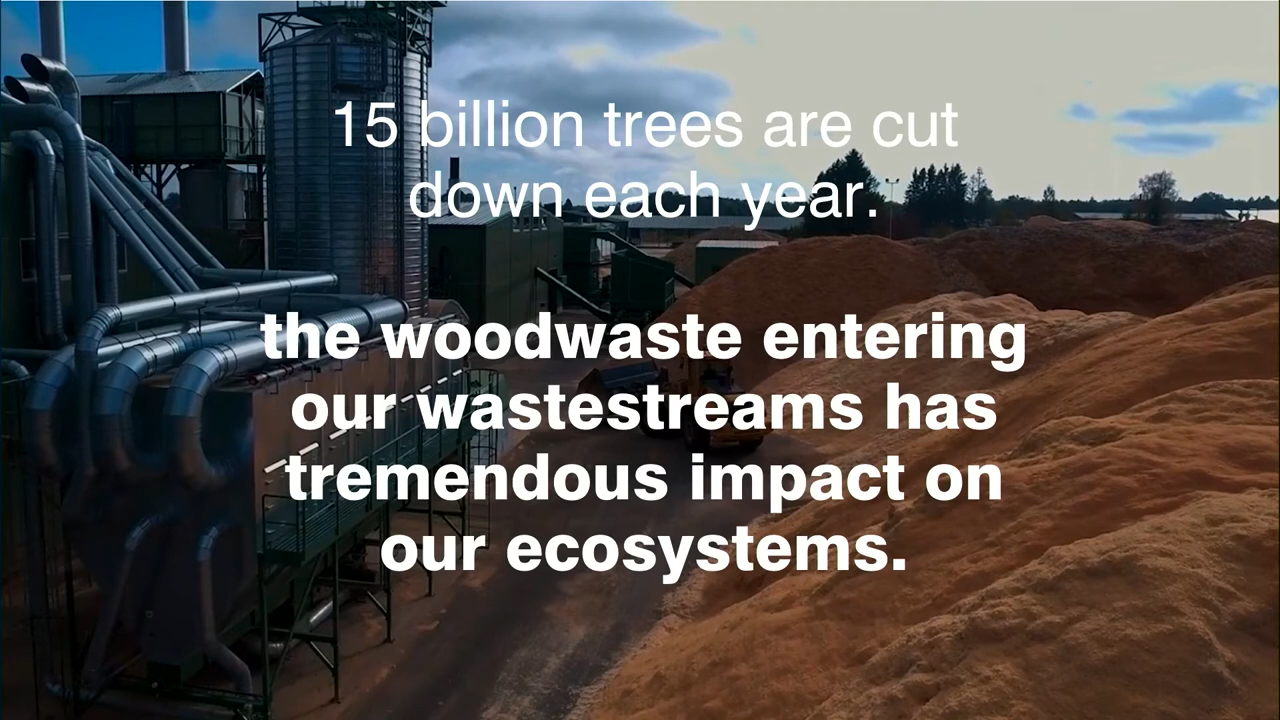 15 billion trees are cut
down each year.
the woodwaste entering
our wastestreams has
tremendous impact on
our ecosystems.